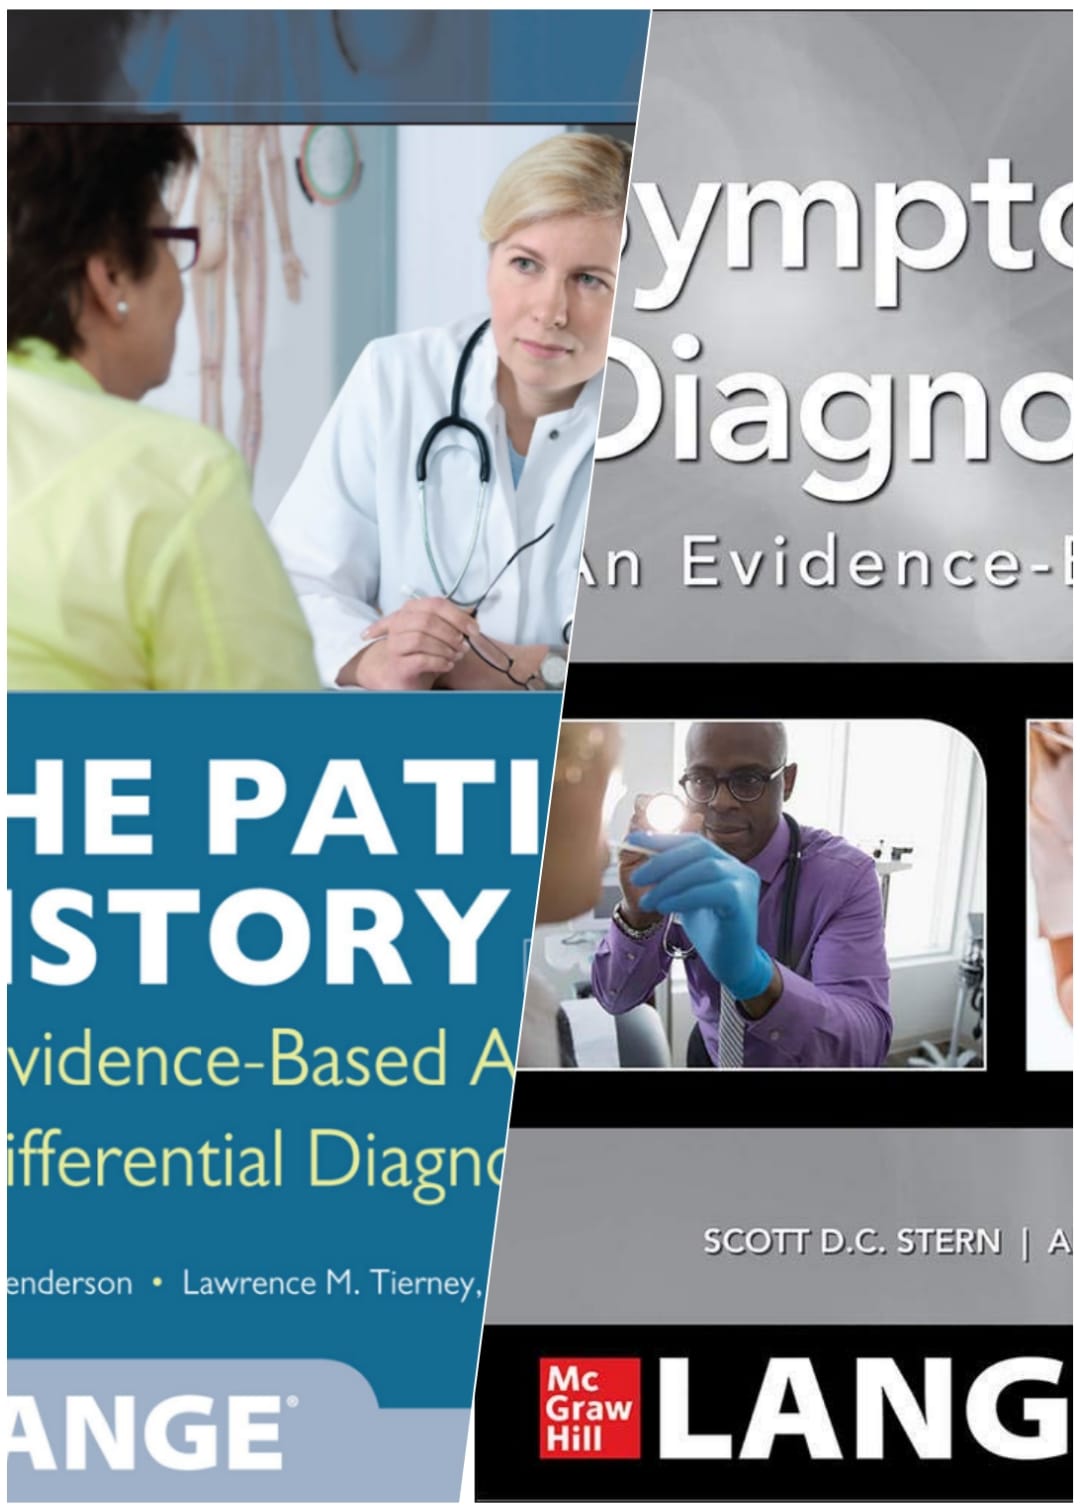 HE PATI
ISTORY
vidence-Based A
ifferential Diagno
enderson • Lawrence M. Tierney,
ANGE®
ympto
Diagno
An Evidence-B
SCOTT D.C. STERN | A
Mc
Graw
Hill
LANG